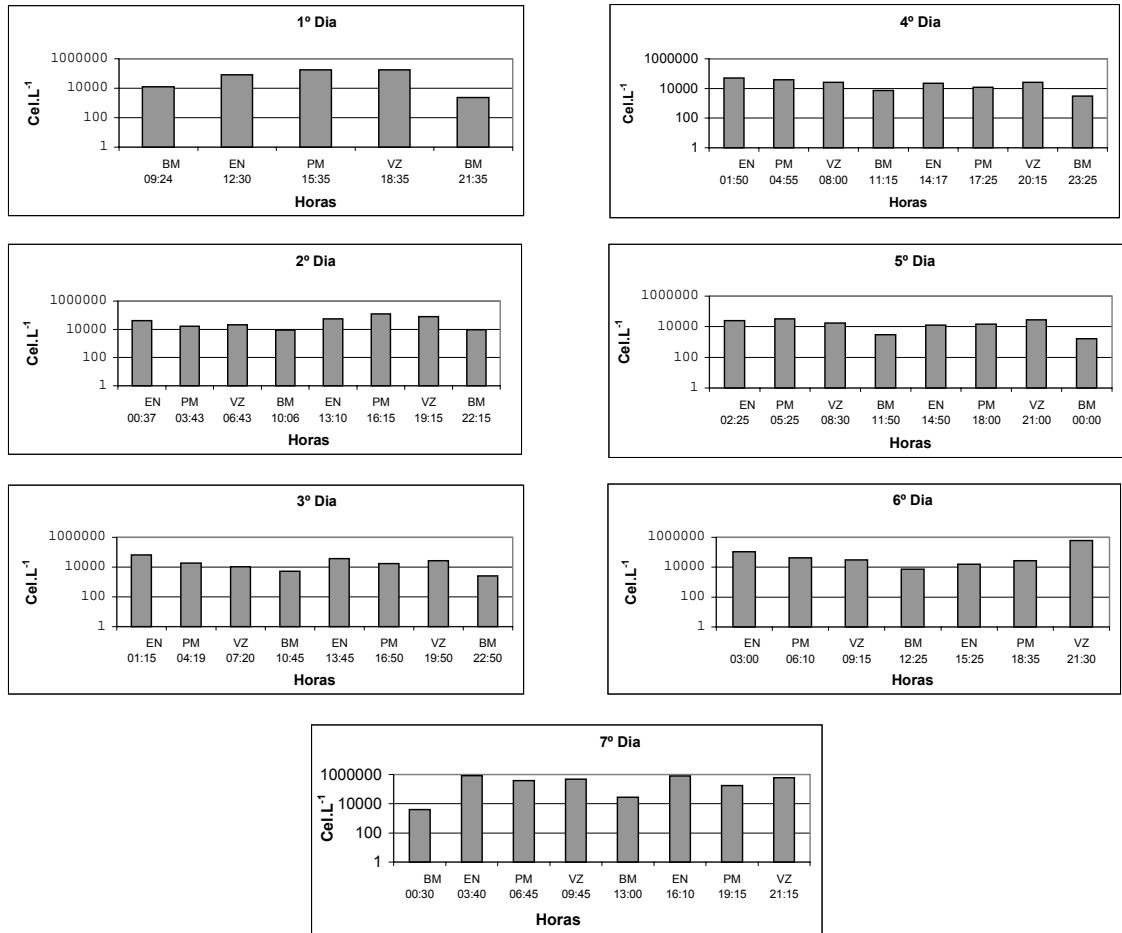 1º Dia
Cel.L⁻¹
1000000
10000
100
1
BM EN PM VZ BM
09:24 12:30 15:35 18:35 21:35
Horas
4º Dia
Cel.L⁻¹
1000000
10000
100
1
EN PM VZ BM EN PM VZ BM
01:50 04:55 08:00 11:15 14:17 17:25 20:15 23:25
Horas
2º Dia
Cel.L⁻¹
1000000
10000
100
1
EN PM VZ BM EN PM VZ BM
00:37 03:43 06:43 10:06 13:10 16:15 19:15 22:15
Horas
5º Dia
Cel.L⁻¹
1000000
10000
100
1
EN PM VZ BM EN PM VZ BM
02:25 05:25 08:30 11:50 14:50 18:00 21:00 00:00
Horas
3º Dia
Cel.L⁻¹
1000000
10000
100
1
EN PM VZ BM EN PM VZ BM
01:15 04:19 07:20 10:45 13:45 16:50 19:50 22:50
Horas
6º Dia
Cel.L⁻¹
1000000
10000
100
1
EN PM VZ BM EN PM VZ
03:00 06:10 09:15 12:25 15:25 18:35 21:30
Horas
7º Dia
Cel.L⁻¹
1000000
10000
100
1
BM EN PM VZ BM EN PM VZ
00:30 03:40 06:45 09:45 13:00 16:10 19:15 21:15
Horas